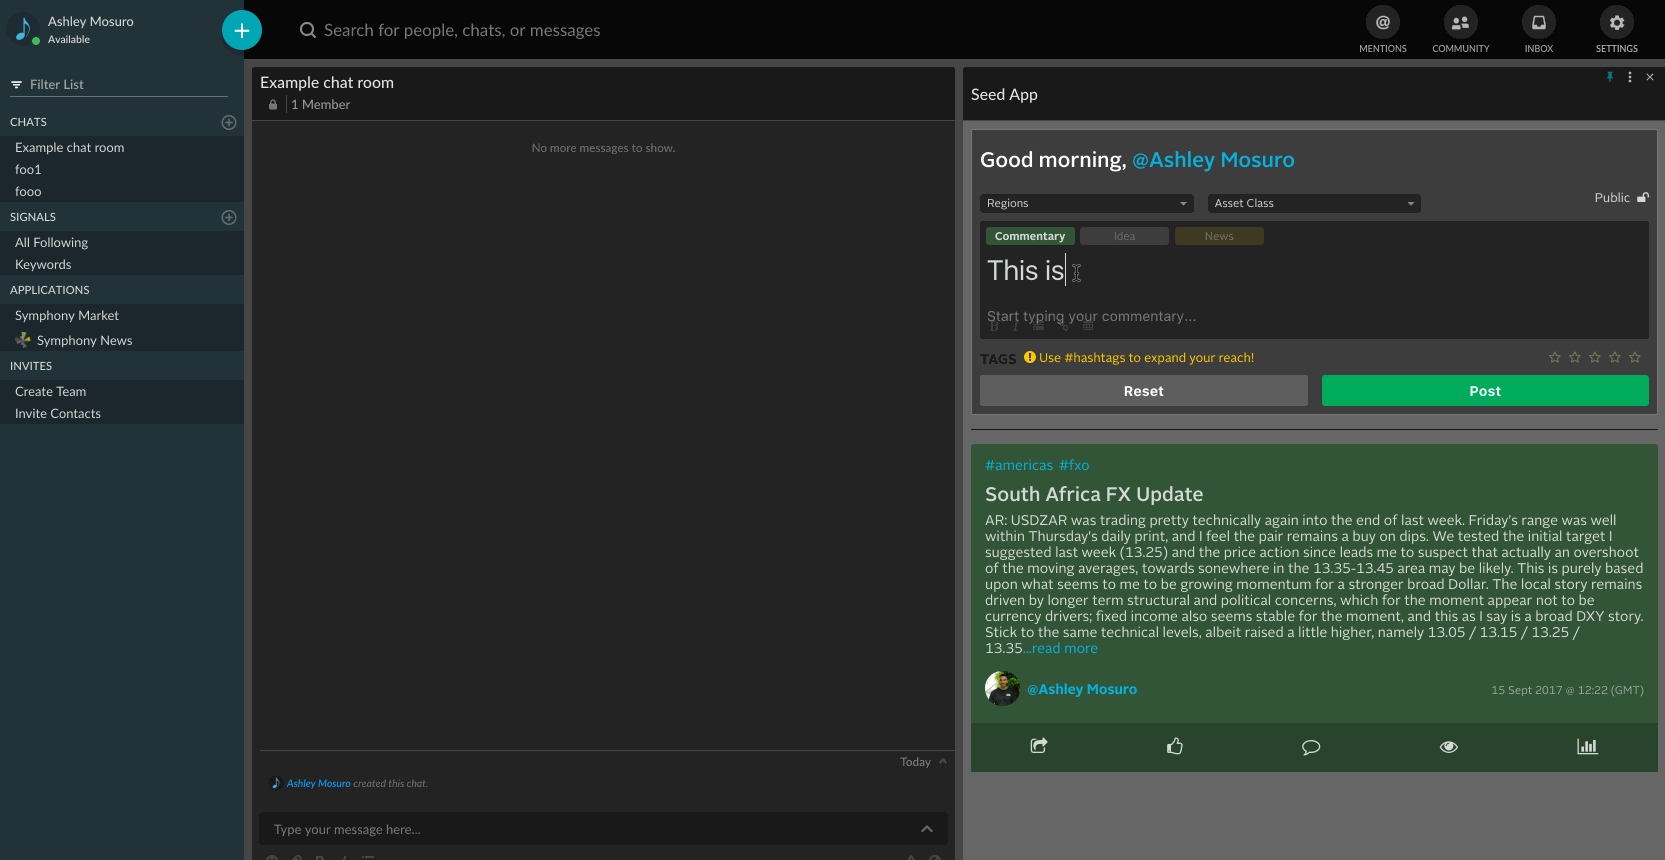 Ashley Mosuro
Available
Filter List
CHATS
Example chat room
foo1
fooo
SIGNALS
All Following
Keywords
APPLICATIONS
Symphony Market
Symphony News
INVITES
Create Team
Invite Contacts
Search for people, chats, or messages
MENTIONS
COMMUNITY
INBOX
SETTINGS
Example chat room
1 Member
No more messages to show.
Today
Ashley Mosuro created this chat.
Type your message here...
Seed App
Good morning, @Ashley Mosuro
Regions
Asset Class
Public
Commentary
Idea
News
This is
Start typing your commentary...
TAGS
Use #hashtags to expand your reach!
Reset
Post
#americas #fxo
South Africa FX Update
AR: USDZAR was trading pretty technically again into the end of last week. Friday's range was well
within Thursday's daily print, and I feel the pair remains a buy on dips. We tested the initial target I
suggested last week (13.25) and the price action since leads me to suspect that actually an overshoot
of the moving averages, towards sonewhere in the 13.35-13.45 area may be likely. This is purely based
upon what seems to me to be growing momentum for a stronger broad Dollar. The local story remains
driven by longer term structural and political concerns, which for the moment appear not to be
currency drivers; fixed income also seems stable for the moment, and this as I say is a broad DXY story.
Stick to the same technical levels, albeit raised a little higher, namely 13.05 / 13.15 / 13.25 /
13.35...read more
@Ashley Mosuro
15 Sept 2017 @ 12:22 (GMT)